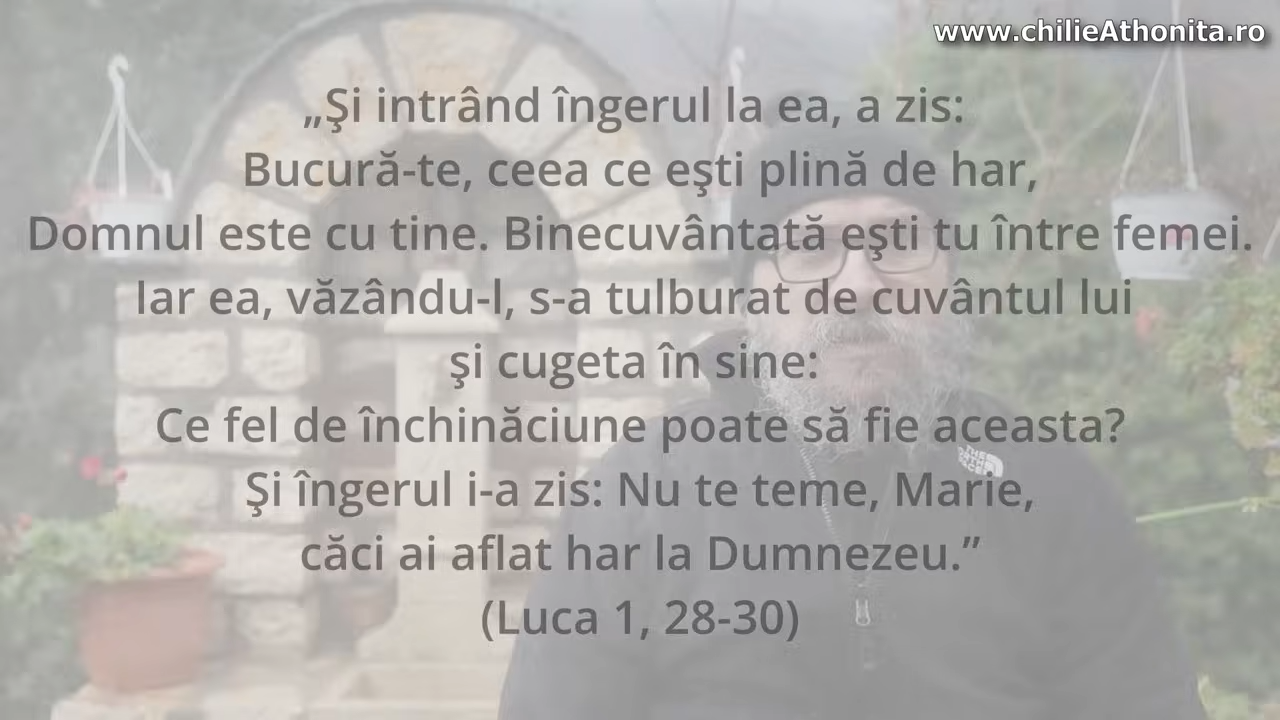 www.chilieAthonita.ro
„Şi intrând îngerul la ea, a zis:
Bucură-te, ceea ce eşti plină de har,
Domnul este cu tine. Binecuvântată eşti tu între femei.
Iar ea, văzându-l, s-a tulburat de cuvântul lui
şi cugeta în sine:
Ce fel de închinăciune poate să fie aceasta?
Şi îngerul i-a zis: Nu te teme, Marie,
căci ai aflat har la Dumnezeu.”
(Luca 1, 28-30)
THE
NORTH
FACE